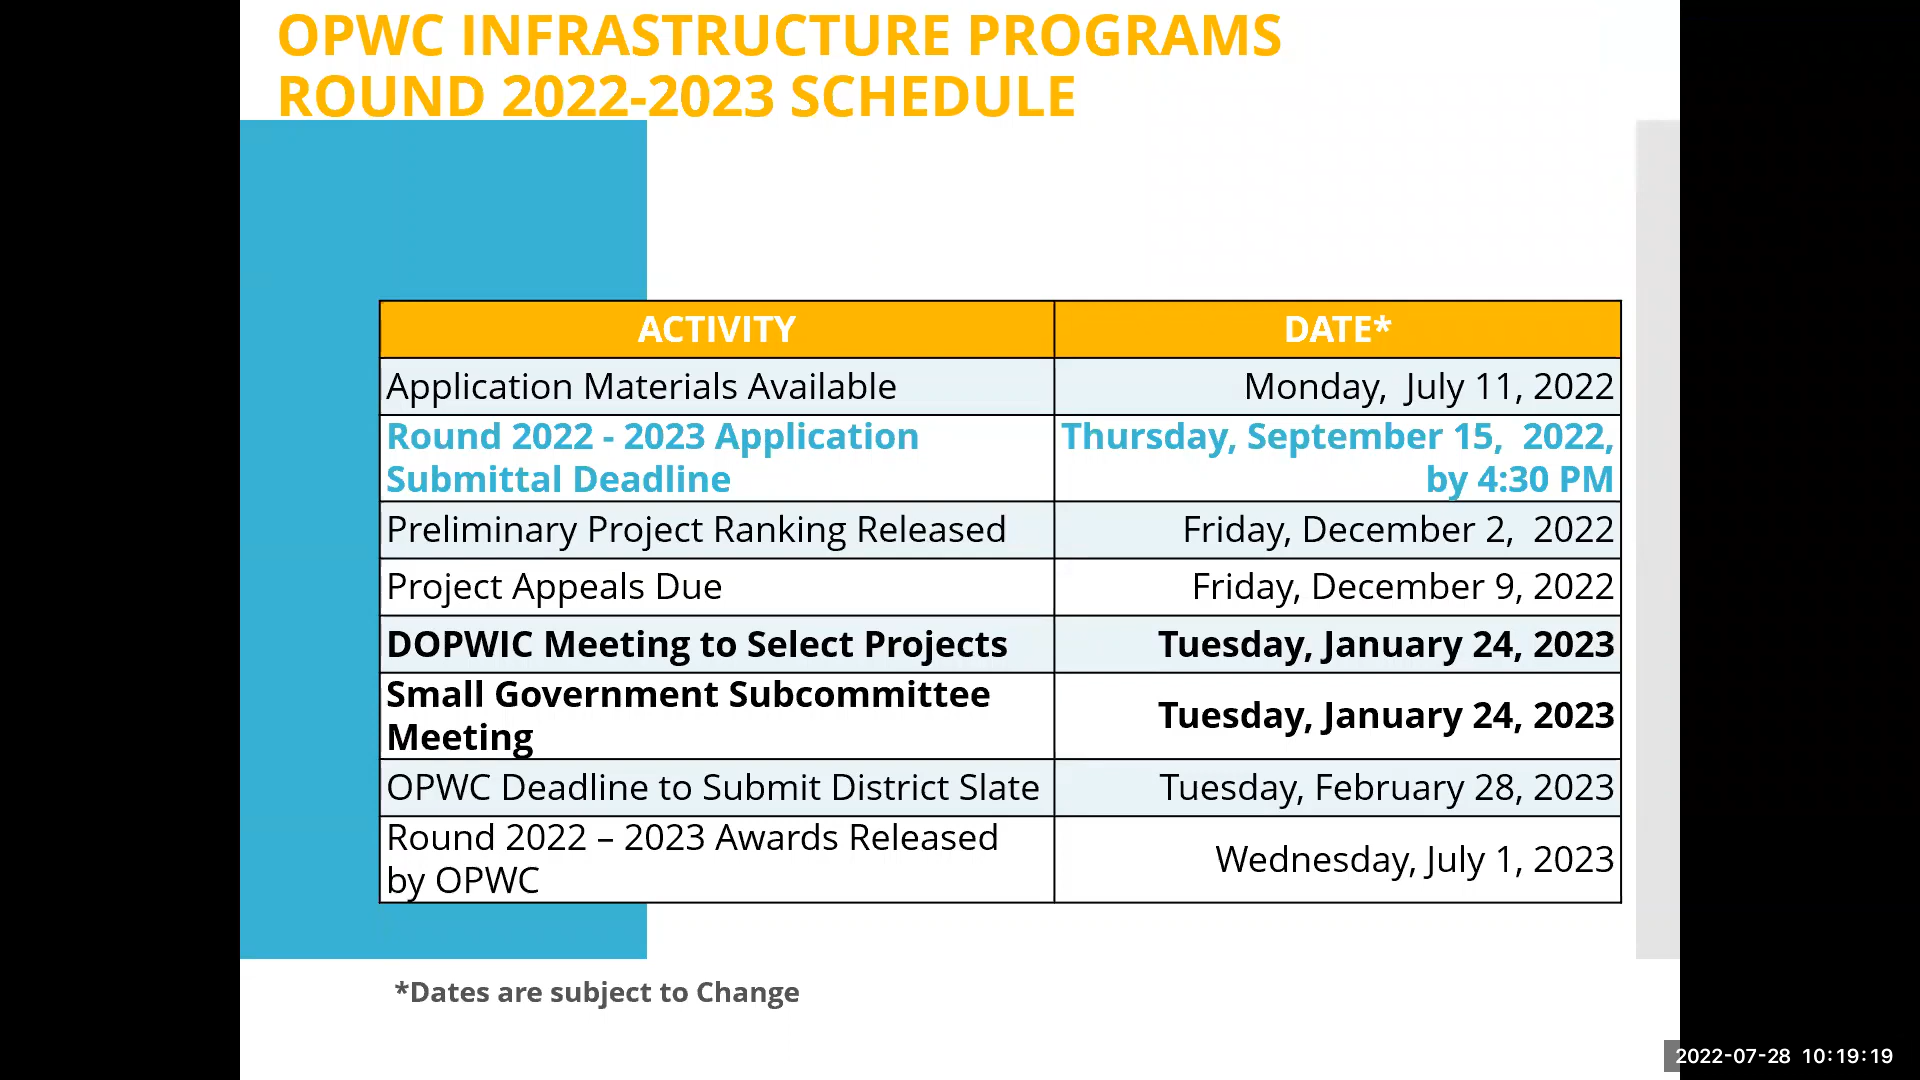 OPWC INFRASTRUCTURE PROGRAMS
ROUND 2022-2023 SCHEDULE
ACTIVITY DATE*
Application Materials Available Monday,  July 11, 2022
Round 2022 - 2023 Application Thursday, September 15,  2022,
Submittal Deadline by 4:30 PM
Preliminary Project Ranking Released Friday, December 2,  2022
Project Appeals Due Friday, December 9, 2022
DOPWIC Meeting to Select Projects Tuesday, January 24, 2023
Small Government Subcommittee
Meeting Tuesday, January 24, 2023
OPWC Deadline to Submit District Slate Tuesday, February 28, 2023
Round 2022 – 2023 Awards Released
by OPWC Wednesday, July 1, 2023
*Dates are subject to Change
2022-07-28 10:19:19